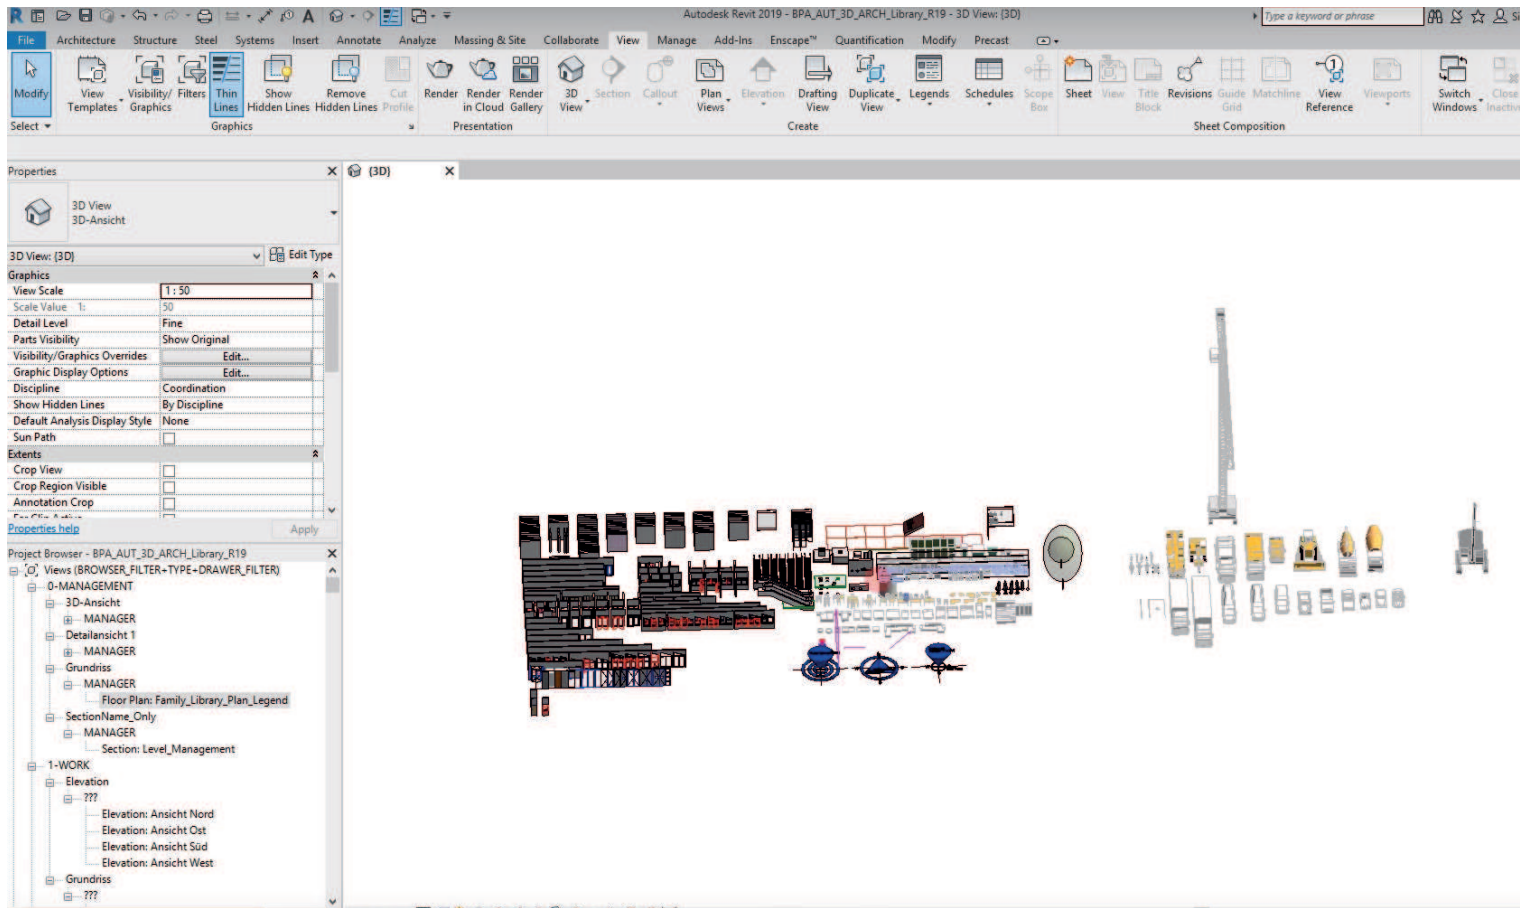 Autodesk Revit 2019 - BPA_AUT_3D_ARCH_Library_R19 - 3D View: {3D}
Type a keyword or phrase
File Architecture Structure Steel Systems Insert Annotate Analyze Massing & Site Collaborate View Manage Add-Ins Enscape™ Quantification Modify Precast
Modify
View Templates
Visibility/ Graphics
Filters
Thin Lines
Show Hidden Lines
Remove Hidden Lines
Cut Profile
Render
Render in Cloud
Render Gallery
3D View
Section
Callout
Plan Views
Elevation
Drafting View
Duplicate View
Legends
Schedules
Scope Box
Sheet
View
Title Block
Revisions
Guide Grid
Matchline
View Reference
Viewports
Switch Windows
Close
Select
Graphics
Presentation
Create
Sheet Composition
Properties
{3D}
3D View
3D-Ansicht
3D View: {3D}
Edit Type
Graphics
View Scale 1 : 50
Scale Value 1: 50
Detail Level Fine
Parts Visibility Show Original
Visibility/Graphics Overrides Edit...
Graphic Display Options Edit...
Discipline Coordination
Show Hidden Lines By Discipline
Default Analysis Display Style None
Sun Path
Extents
Crop View
Crop Region Visible
Annotation Crop
Properties help
Apply
Project Browser - BPA_AUT_3D_ARCH_Library_R19
Views (BROWSER_FILTER+TYPE+DRAWER_FILTER)
0-MANAGEMENT
3D-Ansicht
MANAGER
Detailansicht 1
MANAGER
Grundriss
MANAGER
Floor Plan: Family_Library_Plan_Legend
SectionName_Only
MANAGER
Section: Level_Management
1-WORK
Elevation
???
Elevation: Ansicht Nord
Elevation: Ansicht Ost
Elevation: Ansicht Süd
Elevation: Ansicht West
Grundriss
???